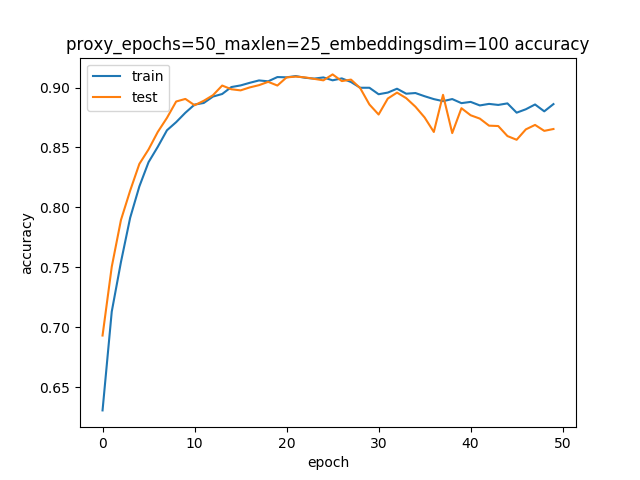 proxy_epochs=50_maxlen=25_embeddingsdim=100 accuracy
train
test
0.90
0.85
0.80
0.75
0.70
0.65
accuracy
0 10 20 30 40 50
epoch